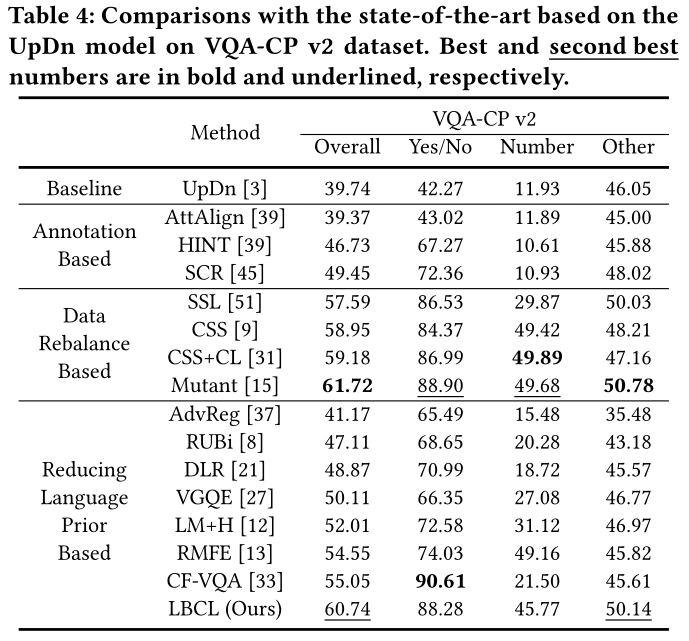 Table 4: Comparisons with the state-of-the-art based on the
UpDn model on VQA-CP v2 dataset. Best and second best
numbers are in bold and underlined, respectively.
Method VQA-CP v2
Overall Yes/No Number Other
Baseline UpDn [3] 39.74 42.27 11.93 46.05
Annotation Based AttAlign [39] 39.37 43.02 11.89 45.00
HINT [39] 46.73 67.27 10.61 45.88
SCR [45] 49.45 72.36 10.93 48.02
Data Rebalance Based SSL [51] 57.59 86.53 29.87 50.03
CSS [9] 58.95 84.37 49.42 48.21
CSS+CL [31] 59.18 86.99 49.89 47.16
Mutant [15] 61.72 88.90 49.68 50.78
Reducing Language Prior Based AdvReg [37] 41.17 65.49 15.48 35.48
RUBi [8] 47.11 68.65 20.28 43.18
DLR [21] 48.87 70.99 18.72 45.57
VGQE [27] 50.11 66.35 27.08 46.77
LM+H [12] 52.01 72.58 31.12 46.97
RMFE [13] 54.55 74.03 49.16 45.82
CF-VQA [33] 55.05 90.61 21.50 45.61
LBCL (Ours) 60.74 88.28 45.77 50.14